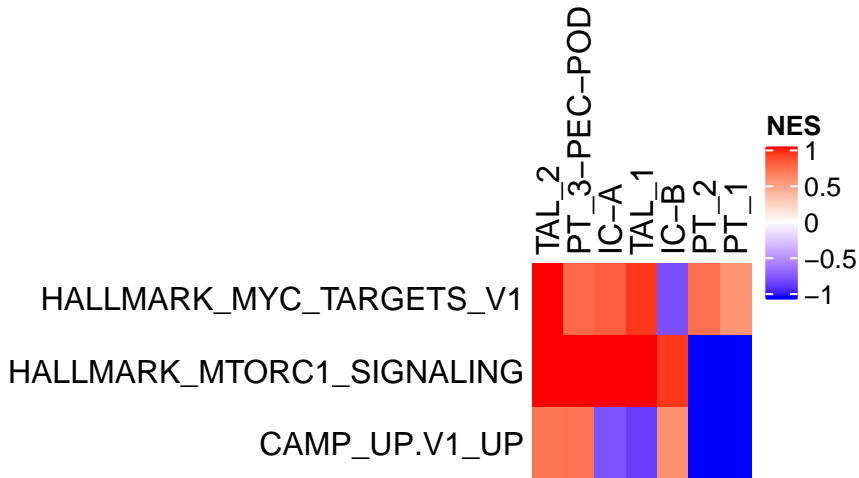 TAL_2
PT_3−PEC−POD
IC−A
TAL_1
IC−B
PT_2
PT_1
NES
1
0.5
0
−0.5
−1
HALLMARK_MYC_TARGETS_V1
HALLMARK_MTORC1_SIGNALING
CAMP_UP.V1_UP